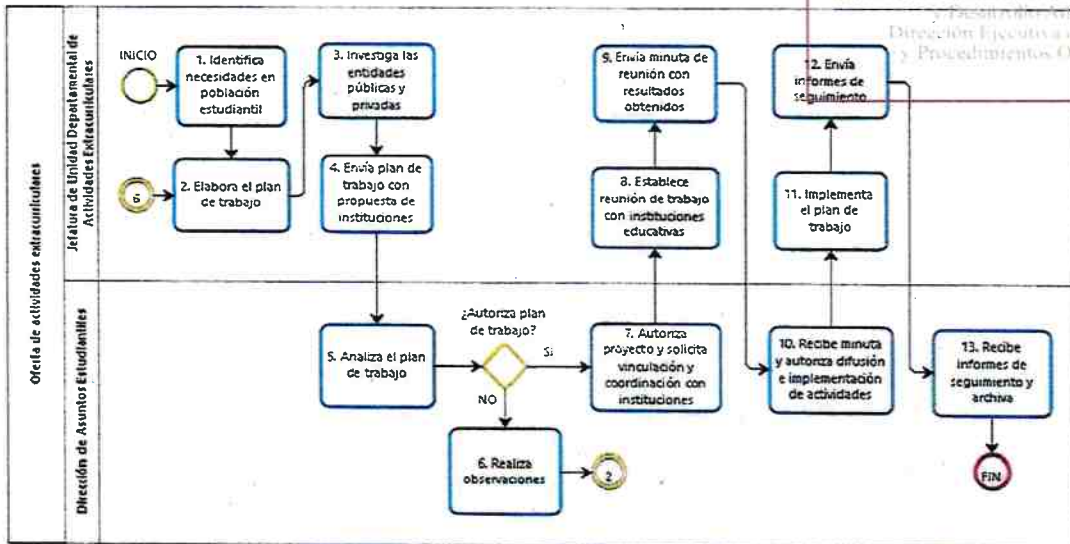 y Desarrollo
Dirección Ejecutiva
y Procedimientos
Oferta de actividades extracurriculares
Jefatura de Unidad Departamental de
Actividades Extracurriculares
INICIO
1. Identifica
necesidades en
población
estudiantil
6
2. Elabora el plan
de trabajo
3. Investiga las
entidades
públicas y
privadas
4. Envía plan de
trabajo con
propuesta de
instituciones
9. Envía minuta de
reunión con
resultados
obtenidos
8. Establece
reunión de trabajo
con instituciones
educativas
12. Envía
informes de
seguimiento
11. Implementa
el plan de
trabajo
Dirección de Asuntos Estudiantiles
5. Analiza el plan
de trabajo
¿Autoriza plan
de trabajo?
SI
NO
6. Realiza
observaciones
2
7. Autoriza
proyecto y solicita
vinculación y
coordinación con
instituciones
10. Recibe minuta
y autoriza difusión
e implementación
de actividades
13. Recibe
informes de
seguimiento y
archiva
FIN